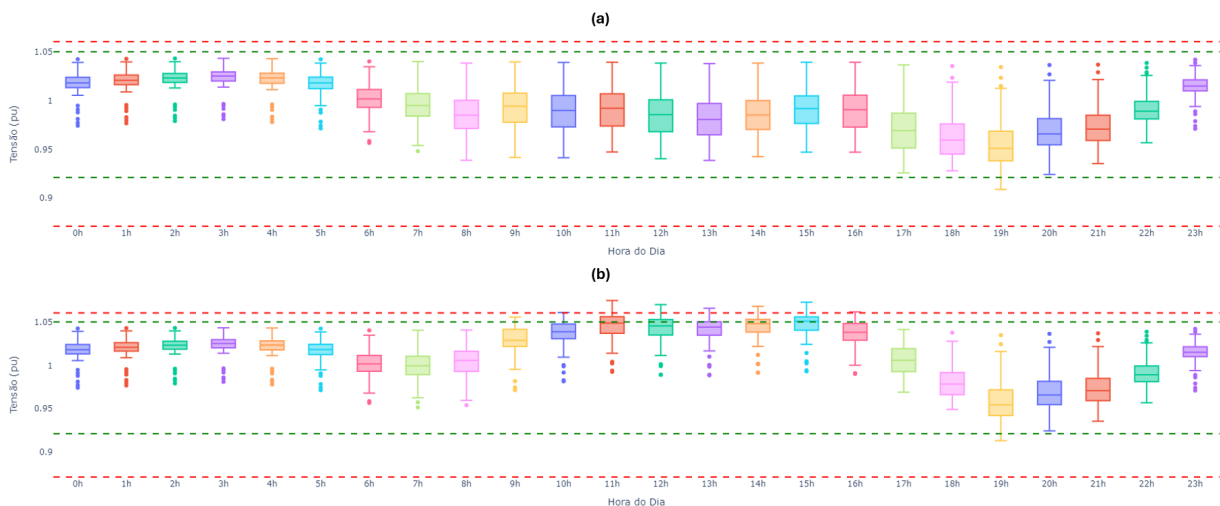 (a)
1.05
1
0.95
0.9
Tensão (pu)
0h 1h 2h 3h 4h 5h 6h 7h 8h 9h 10h 11h 12h 13h 14h 15h 16h 17h 18h 19h 20h 21h 22h 23h
Hora do Dia
(b)
1.05
1
0.95
0.9
Tensão (pu)
0h 1h 2h 3h 4h 5h 6h 7h 8h 9h 10h 11h 12h 13h 14h 15h 16h 17h 18h 19h 20h 21h 22h 23h
Hora do Dia